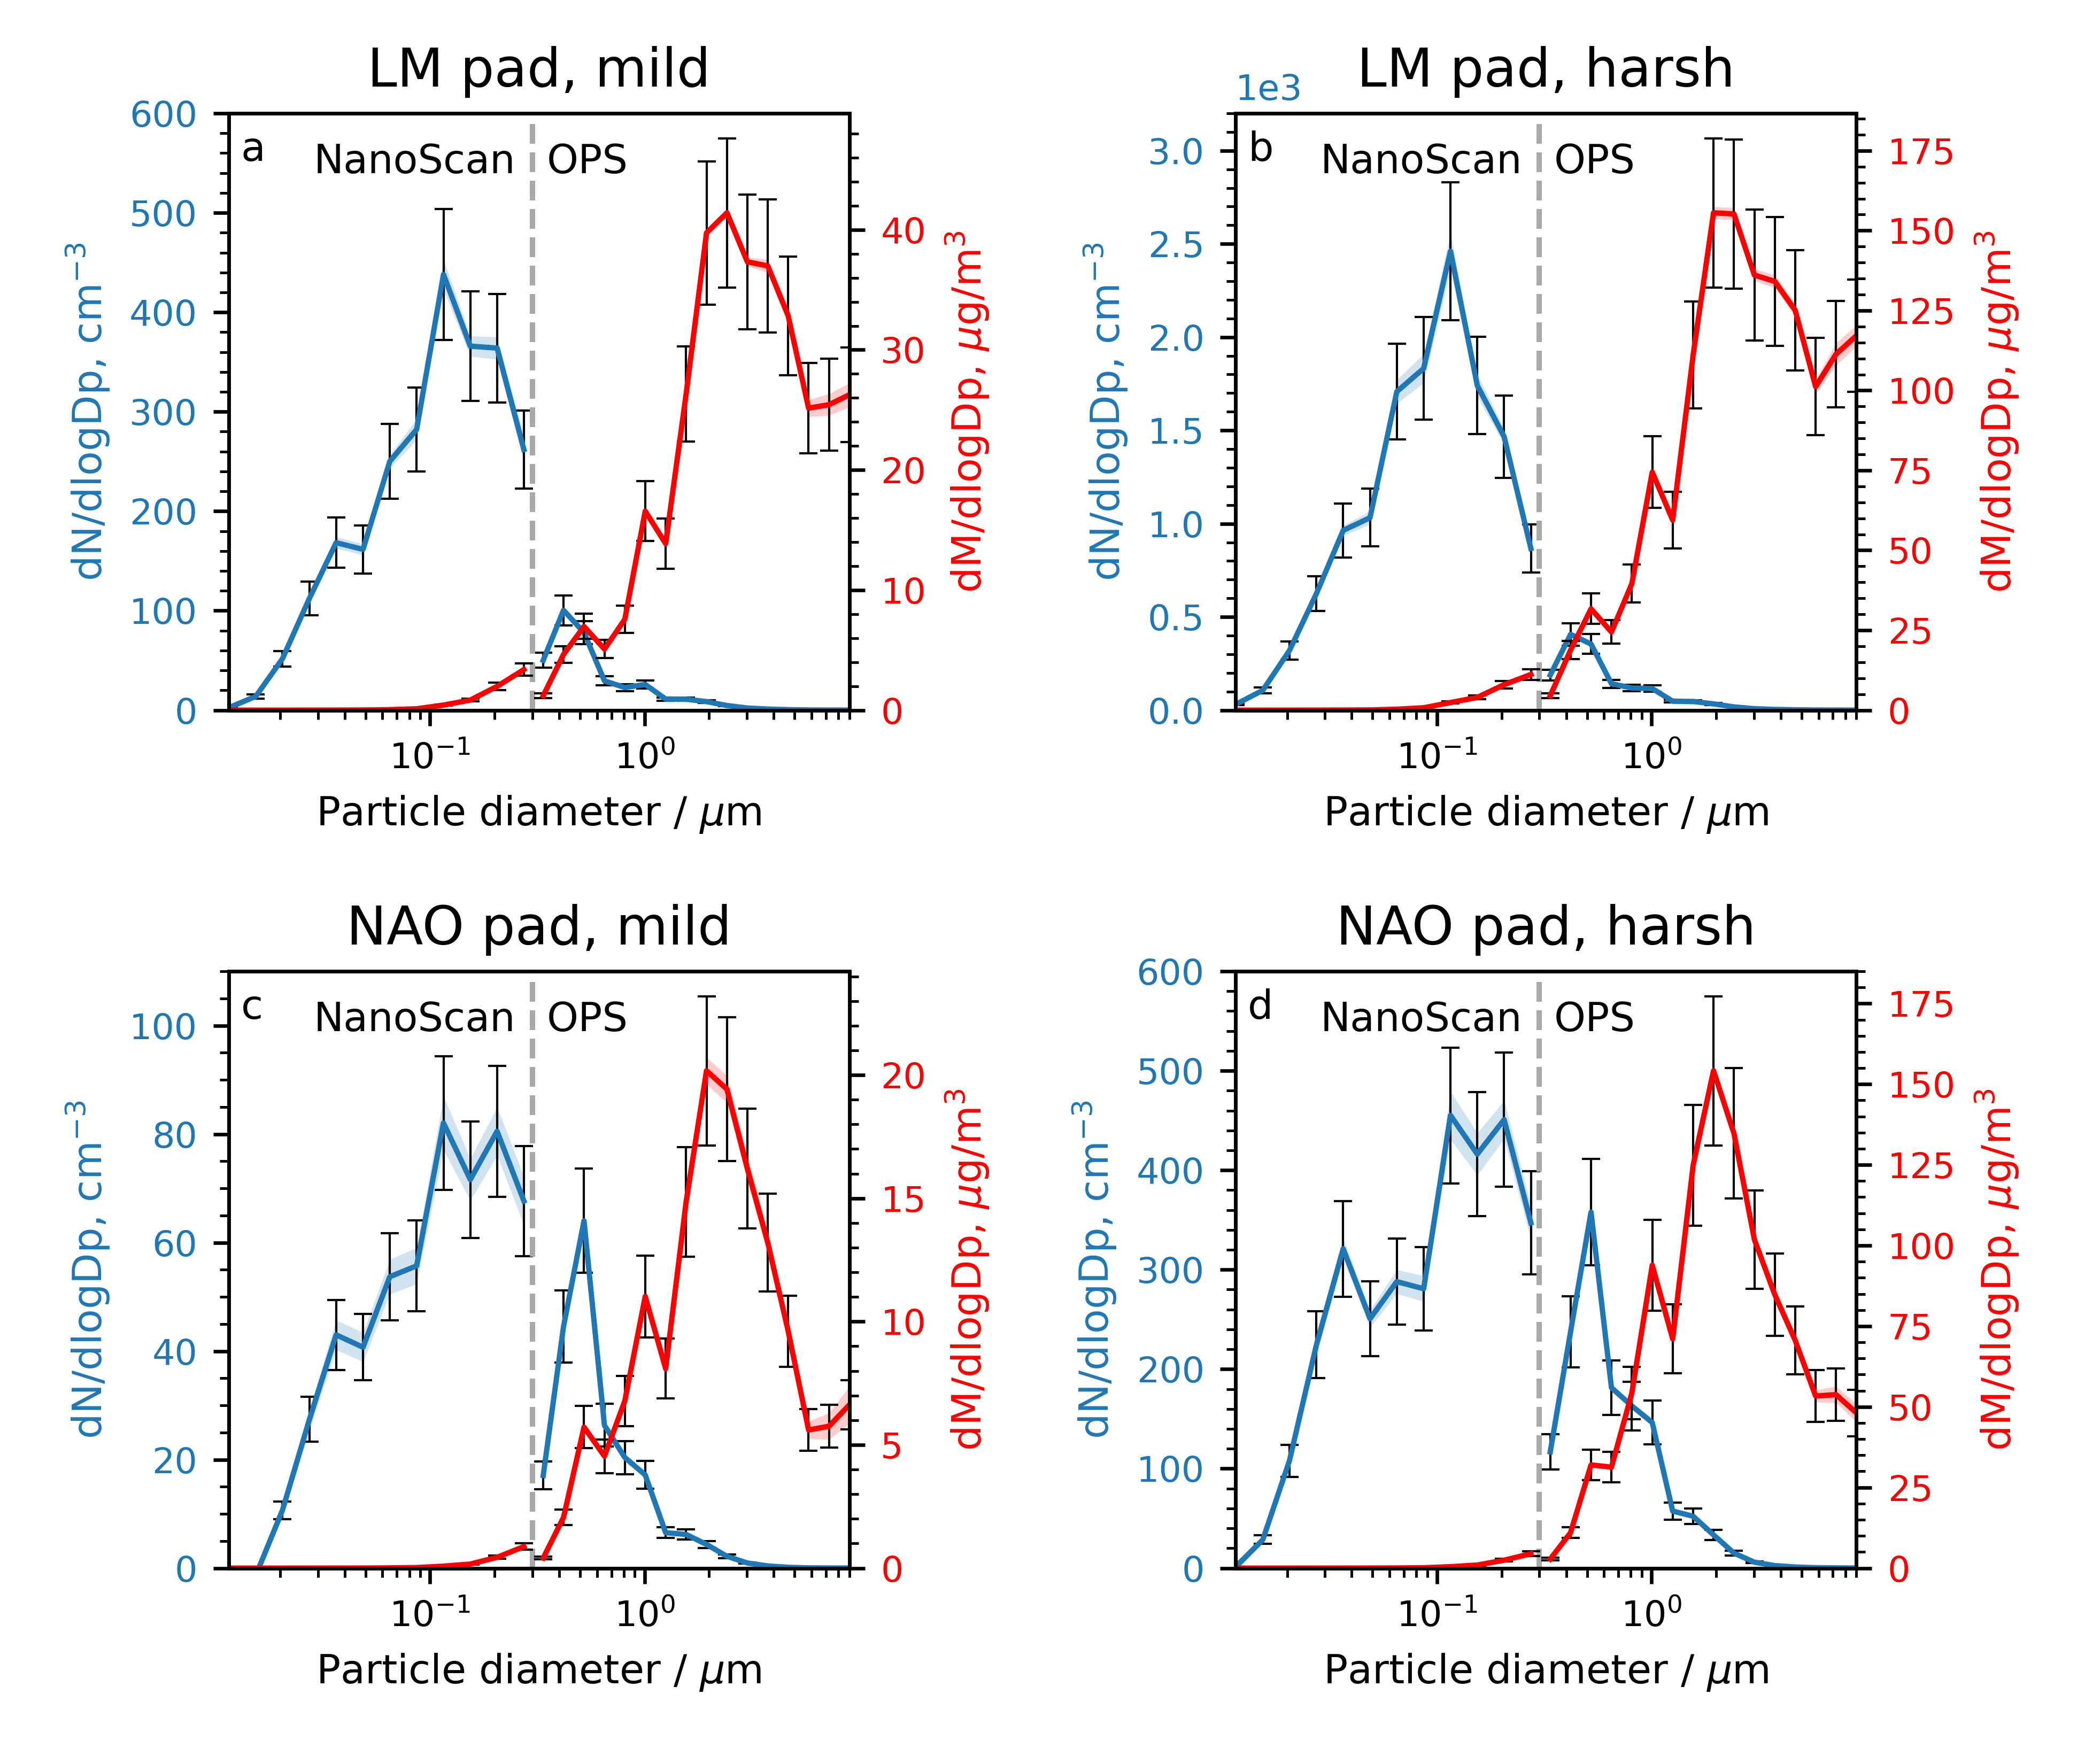 LM pad, mild
a
NanoScan
OPS
600
500
400
300
200
100
0
dN/dlogDp, cm⁻³
40
30
20
10
0
dM/dlogDp, μg/m³
10⁻¹
10⁰
Particle diameter / μm
LM pad, harsh
1e3
b
NanoScan
OPS
3.0
2.5
2.0
1.5
1.0
0.5
0.0
dN/dlogDp, cm⁻³
175
150
125
100
75
50
25
0
dM/dlogDp, μg/m³
10⁻¹
10⁰
Particle diameter / μm
NAO pad, mild
c
NanoScan
OPS
100
80
60
40
20
0
dN/dlogDp, cm⁻³
20
15
10
5
0
dM/dlogDp, μg/m³
10⁻¹
10⁰
Particle diameter / μm
NAO pad, harsh
d
NanoScan
OPS
600
500
400
300
200
100
0
dN/dlogDp, cm⁻³
175
150
125
100
75
50
25
0
dM/dlogDp, μg/m³
10⁻¹
10⁰
Particle diameter / μm